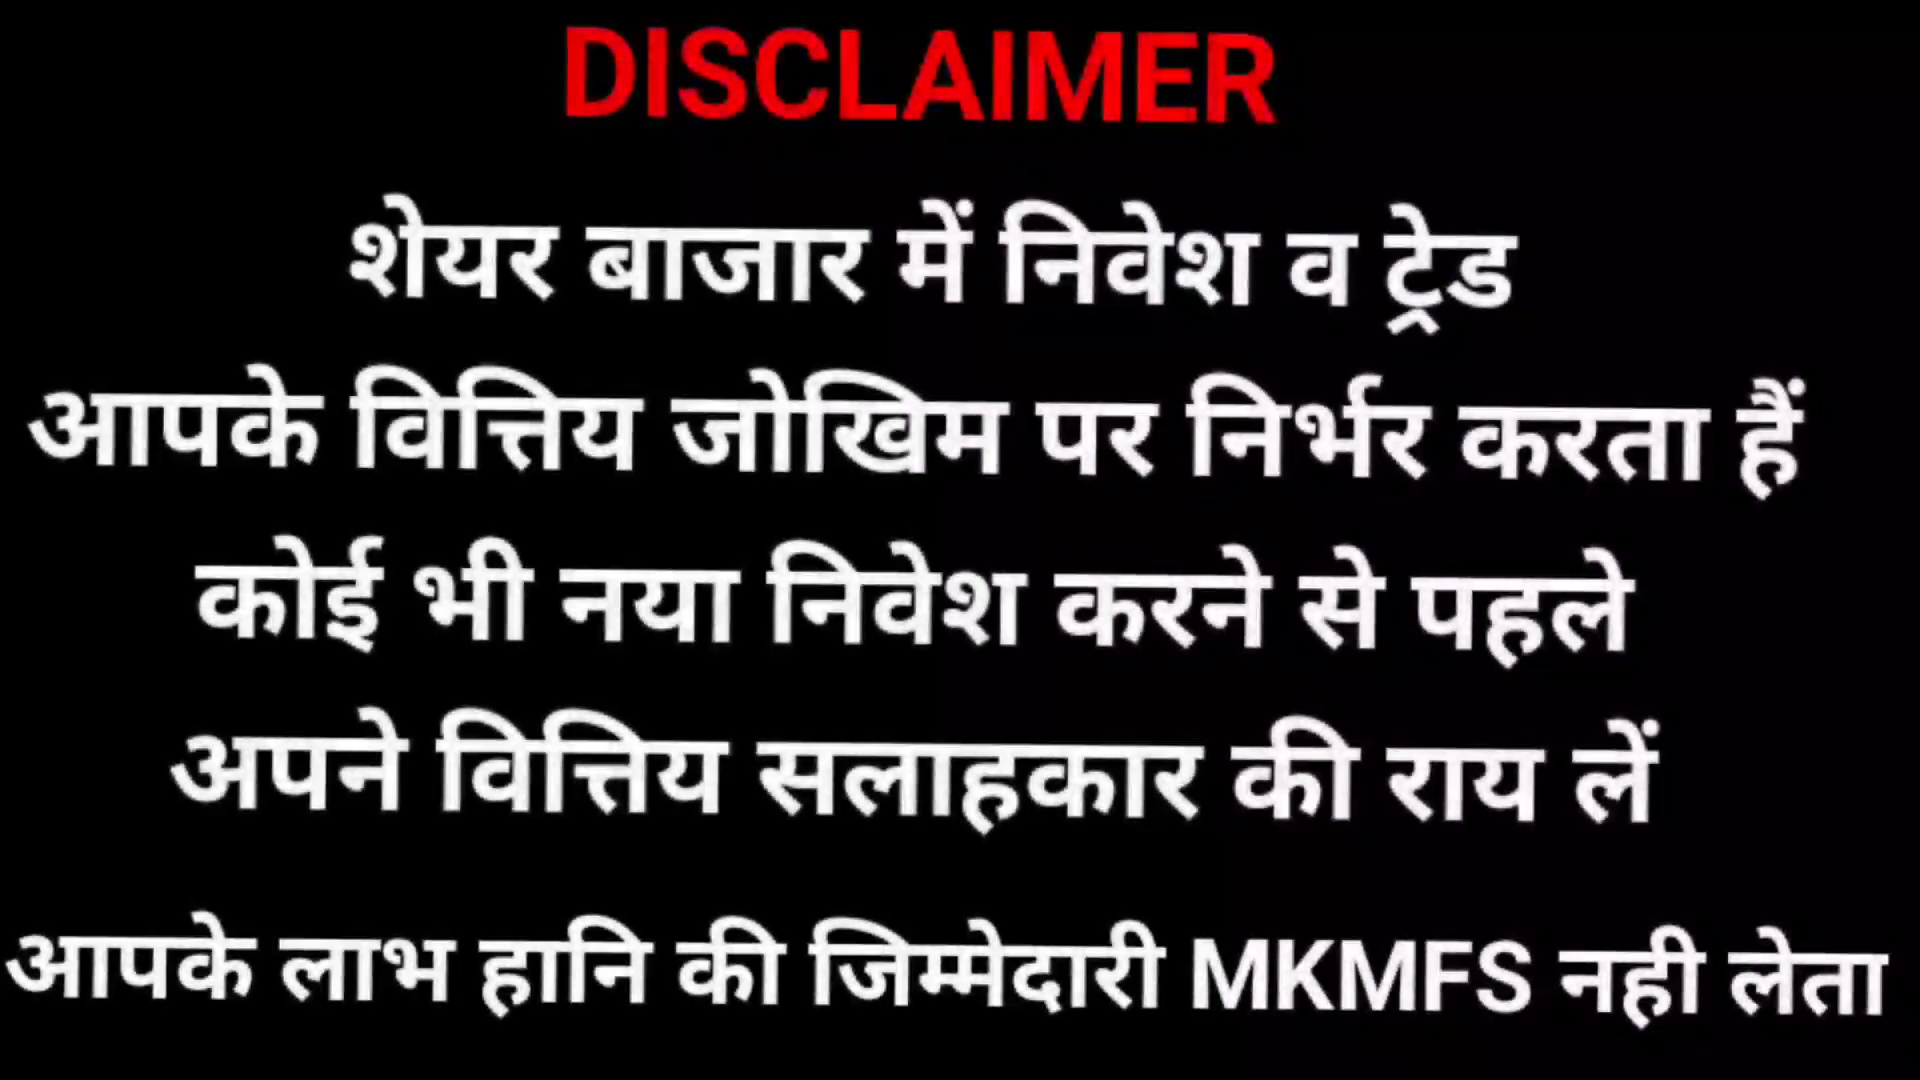 DISCLAIMER
शेयर बाजार में निवेश व ट्रेड
आपके वित्तिय जोखिम पर निर्भर करता हैं
कोई भी नया निवेश करने से पहले
अपने वित्तिय सलाहकार की राय लें
आपके लाभ हानि की जिम्मेदारी MKMFS नही लेता